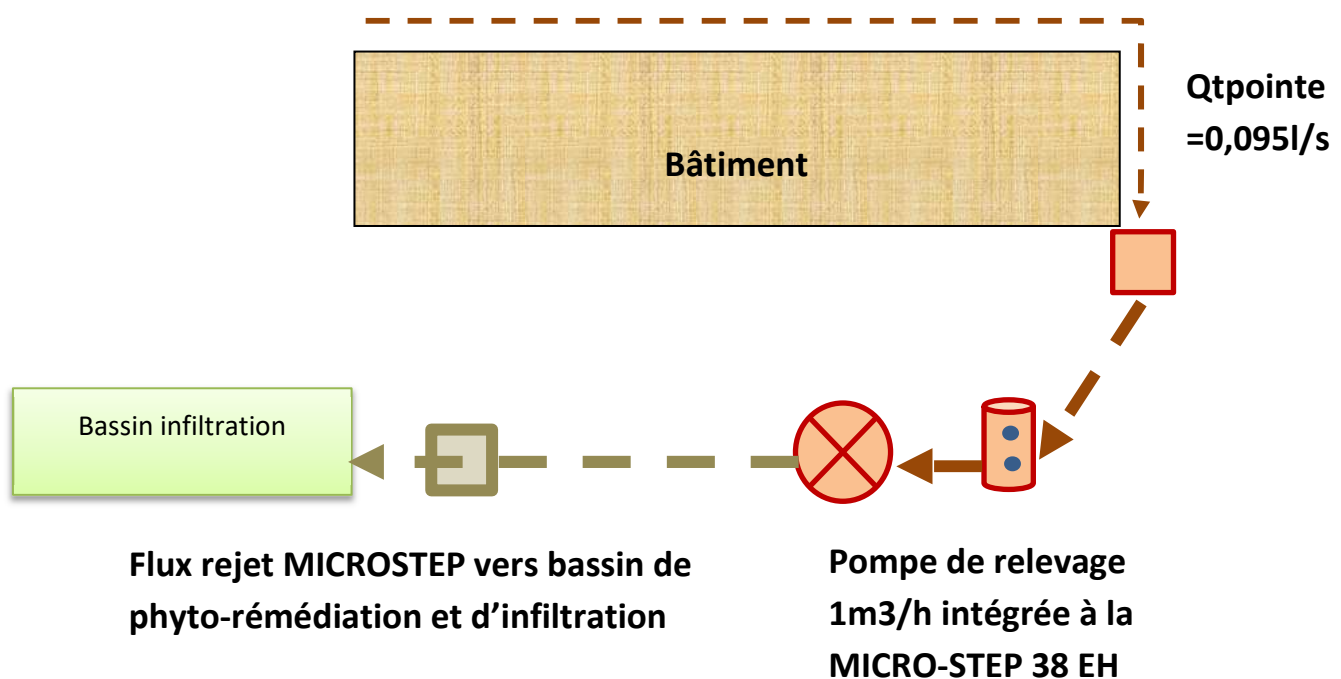 Qtpointe
=0,095l/s
Bâtiment
Bassin infiltration
Flux rejet MICROSTEP vers bassin de
phyto-rémédiation et d’infiltration
Pompe de relevage
1m3/h intégrée à la
MICRO-STEP 38 EH